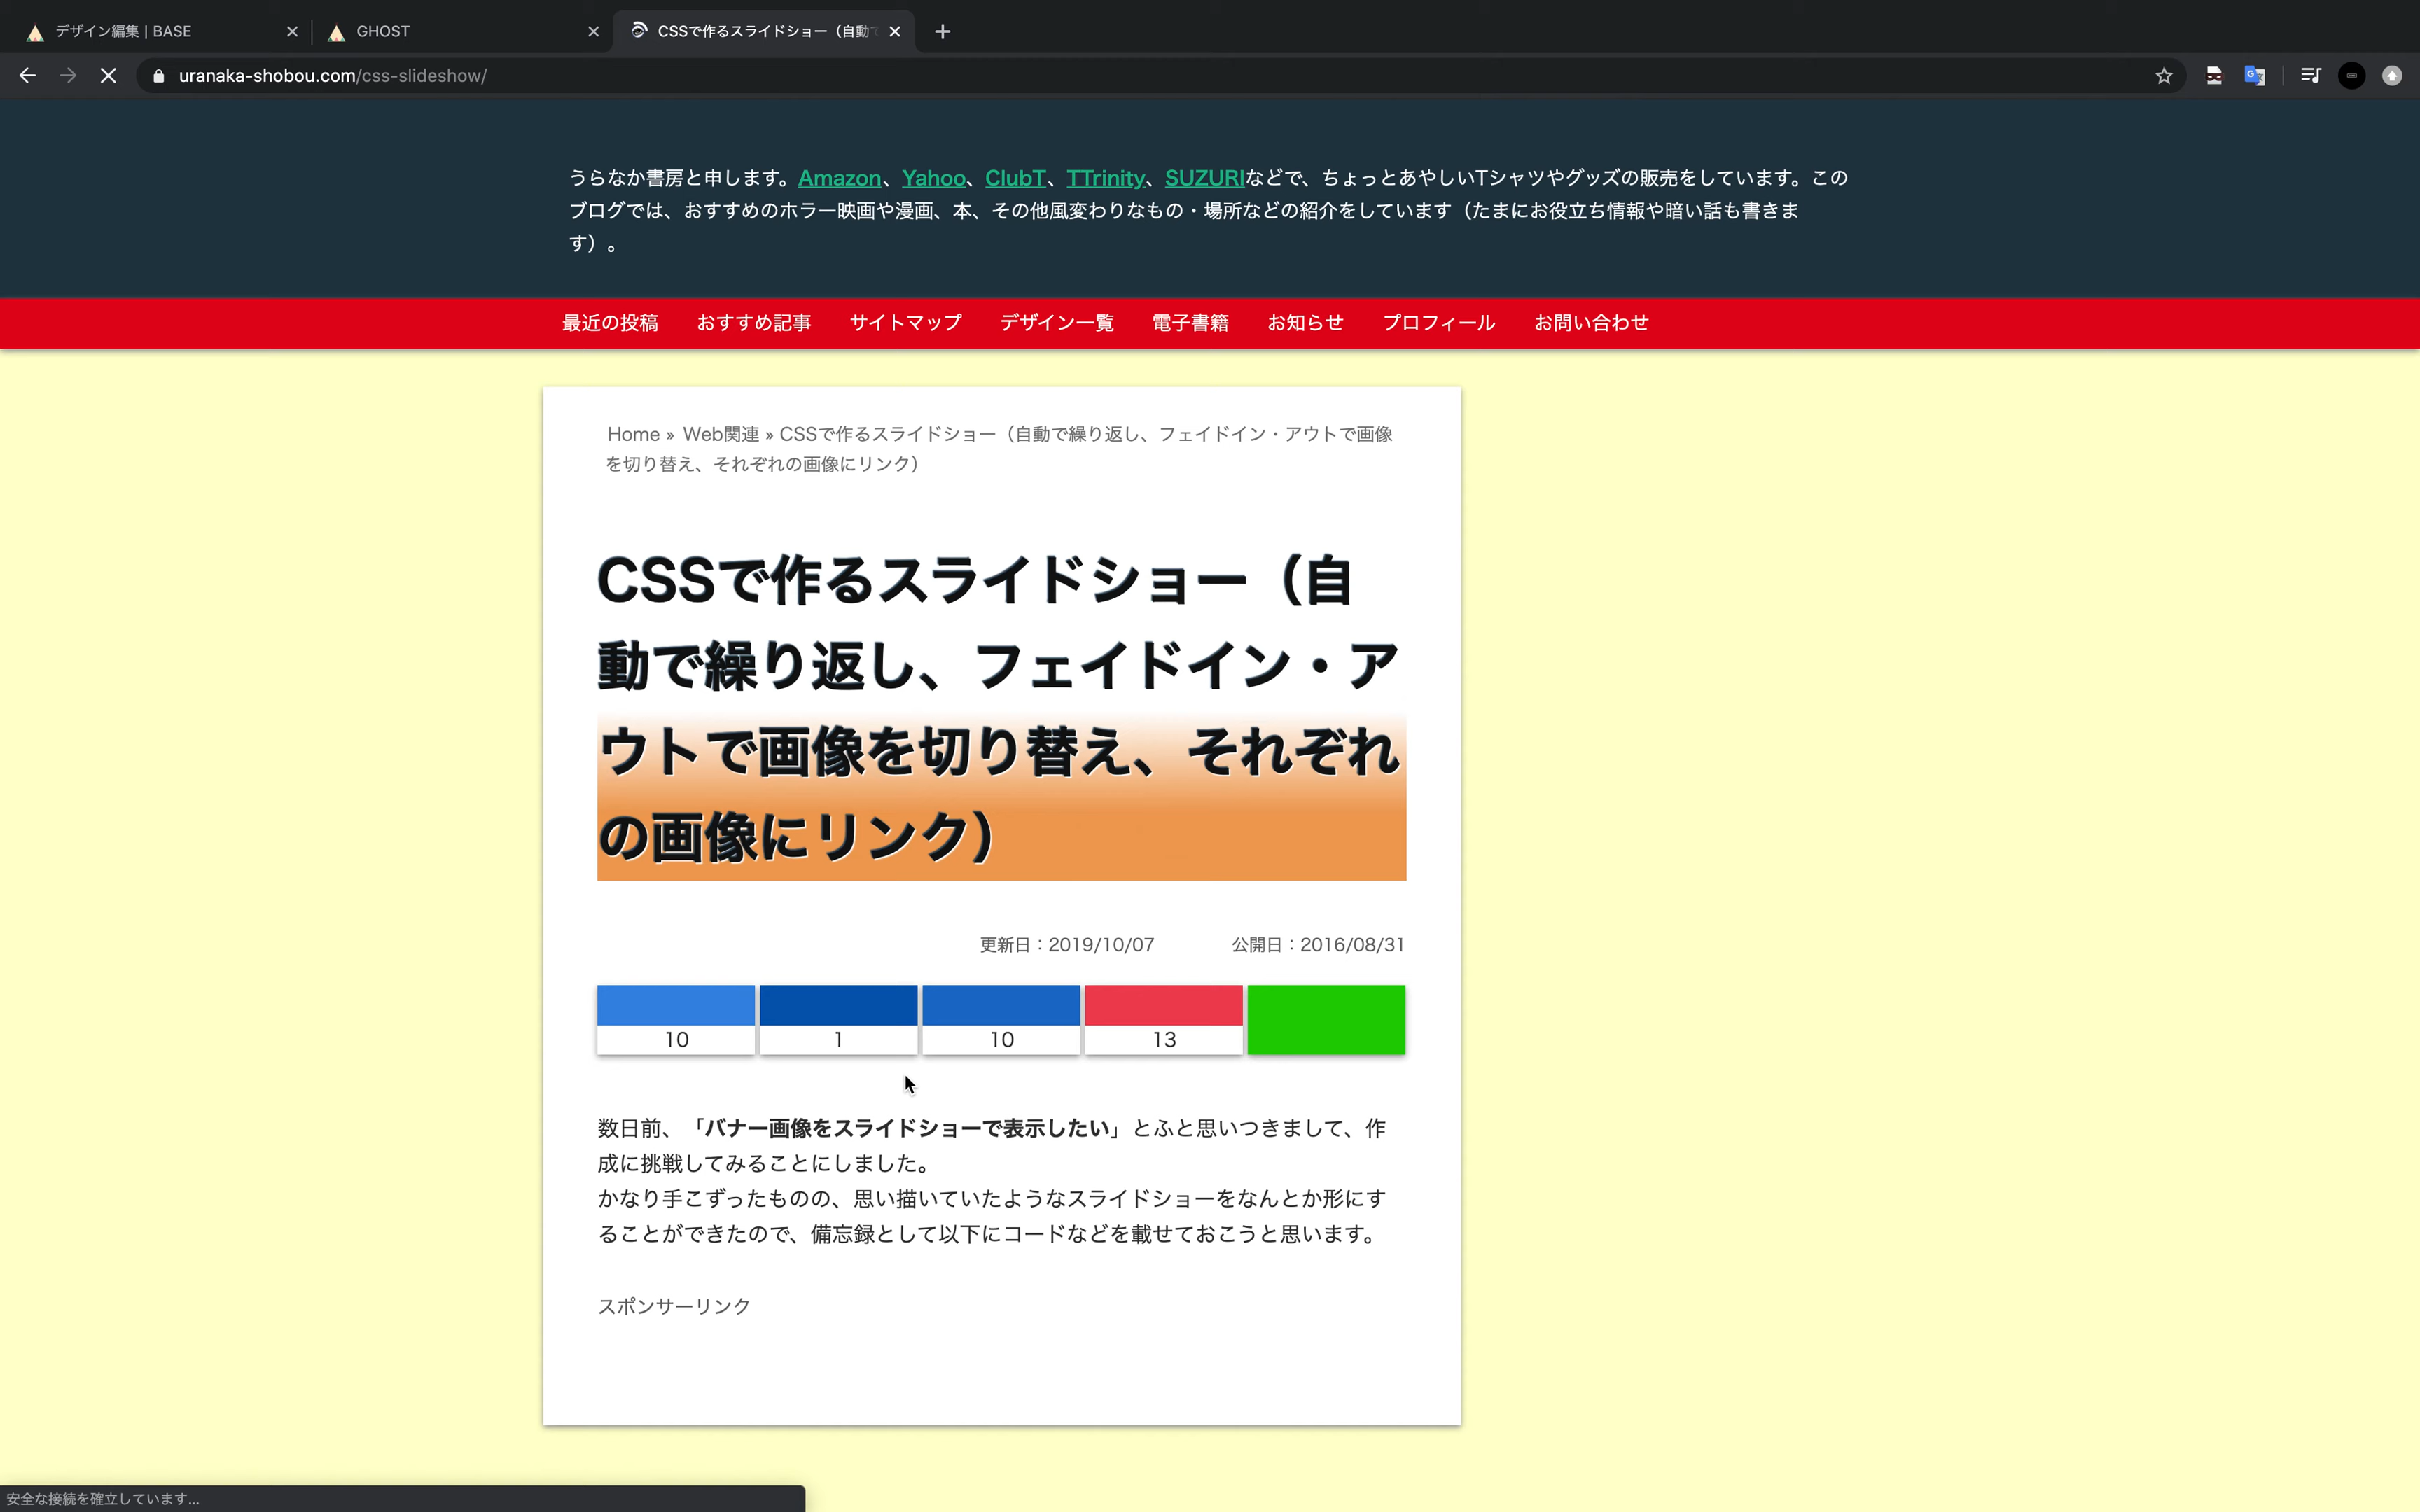 デザイン編集 | BASE
GHOST
CSSで作るスライドショー（自動で
uranaka-shobou.com/css-slideshow/
うらなか書房と申します。Amazon、Yahoo、ClubT、TTrinity、SUZURIなどで、ちょっとあやしいTシャツやグッズの販売をしています。この
ブログでは、おすすめのホラー映画や漫画、本、その他風変わりなもの・場所などの紹介をしています（たまにお役立ち情報や暗い話も書きま
す）。
最近の投稿 おすすめ記事 サイトマップ デザイン一覧 電子書籍 お知らせ プロフィール お問い合わせ
Home » Web関連 » CSSで作るスライドショー（自動で繰り返し、フェイドイン・アウトで画像
を切り替え、それぞれの画像にリンク）
CSSで作るスライドショー（自
動で繰り返し、フェイドイン・ア
ウトで画像を切り替え、それぞれ
の画像にリンク）
更新日：2019/10/07 公開日：2016/08/31
10 1 10 13
数日前、「バナー画像をスライドショーで表示したい」とふと思いつきまして、作
成に挑戦してみることにしました。
かなり手こずったものの、思い描いていたようなスライドショーをなんとか形にす
ることができたので、備忘録として以下にコードなどを載せておこうと思います。
スポンサーリンク
安全な接続を確立しています...